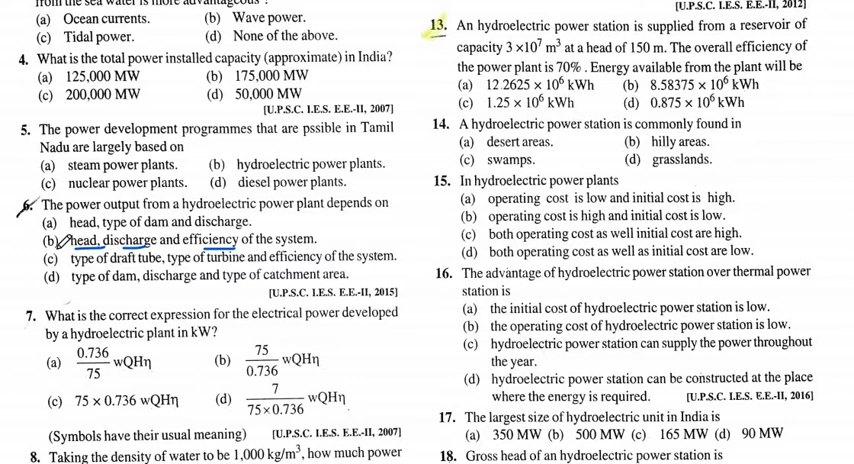 from the sea water is more advantageous ?
(a) Ocean currents. (b) Wave power.
(c) Tidal power. (d) None of the above.
4. What is the total power installed capacity (approximate) in India?
(a) 125,000 MW (b) 175,000 MW
(c) 200,000 MW (d) 50,000 MW
[U.P.S.C. I.E.S. E.E.-II, 2007]
5. The power development programmes that are pssible in Tamil
Nadu are largely based on
(a) steam power plants. (b) hydroelectric power plants.
(c) nuclear power plants. (d) diesel power plants.
6. The power output from a hydroelectric power plant depends on
(a) head, type of dam and discharge.
(b) head, discharge and efficiency of the system.
(c) type of draft tube, type of turbine and efficiency of the system.
(d) type of dam, discharge and type of catchment area.
[U.P.S.C. I.E.S. E.E.-II, 2015]
7. What is the correct expression for the electrical power developed
by a hydroelectric plant in kW?
(a) 0.736/75 wQHη (b) 75/0.736 wQHη
(c) 75 × 0.736 wQHη (d) 7/75×0.736 wQHη
(Symbols have their usual meaning) [U.P.S.C. I.E.S. E.E.-II, 2007]
8. Taking the density of water to be 1,000 kg/m³, how much power
[U.P.S.C. I.E.S. E.E.-II, 2012]
13. An hydroelectric power station is supplied from a reservoir of
capacity 3 ×10⁷ m³ at a head of 150 m. The overall efficiency of
the power plant is 70% . Energy available from the plant will be
(a) 12.2625 × 10⁶ kWh (b) 8.58375 × 10⁶ kWh
(c) 1.25 × 10⁶ kWh (d) 0.875 × 10⁶ kWh
14. A hydroelectric power station is commonly found in
(a) desert areas. (b) hilly areas.
(c) swamps. (d) grasslands.
15. In hydroelectric power plants
(a) operating cost is low and initial cost is high.
(b) operating cost is high and initial cost is low.
(c) both operating cost as well initial cost are high.
(d) both operating cost as well as initial cost are low.
16. The advantage of hydroelectric power station over thermal power
station is
(a) the initial cost of hydroelectric power station is low.
(b) the operating cost of hydroelectric power station is low.
(c) hydroelectric power station can supply the power throughout
the year.
(d) hydroelectric power station can be constructed at the place
where the energy is required. [U.P.S.C. I.E.S. E.E.-II, 2016]
17. The largest size of hydroelectric unit in India is
(a) 350 MW (b) 500 MW (c) 165 MW (d) 90 MW
18. Gross head of an hydroelectric power station is